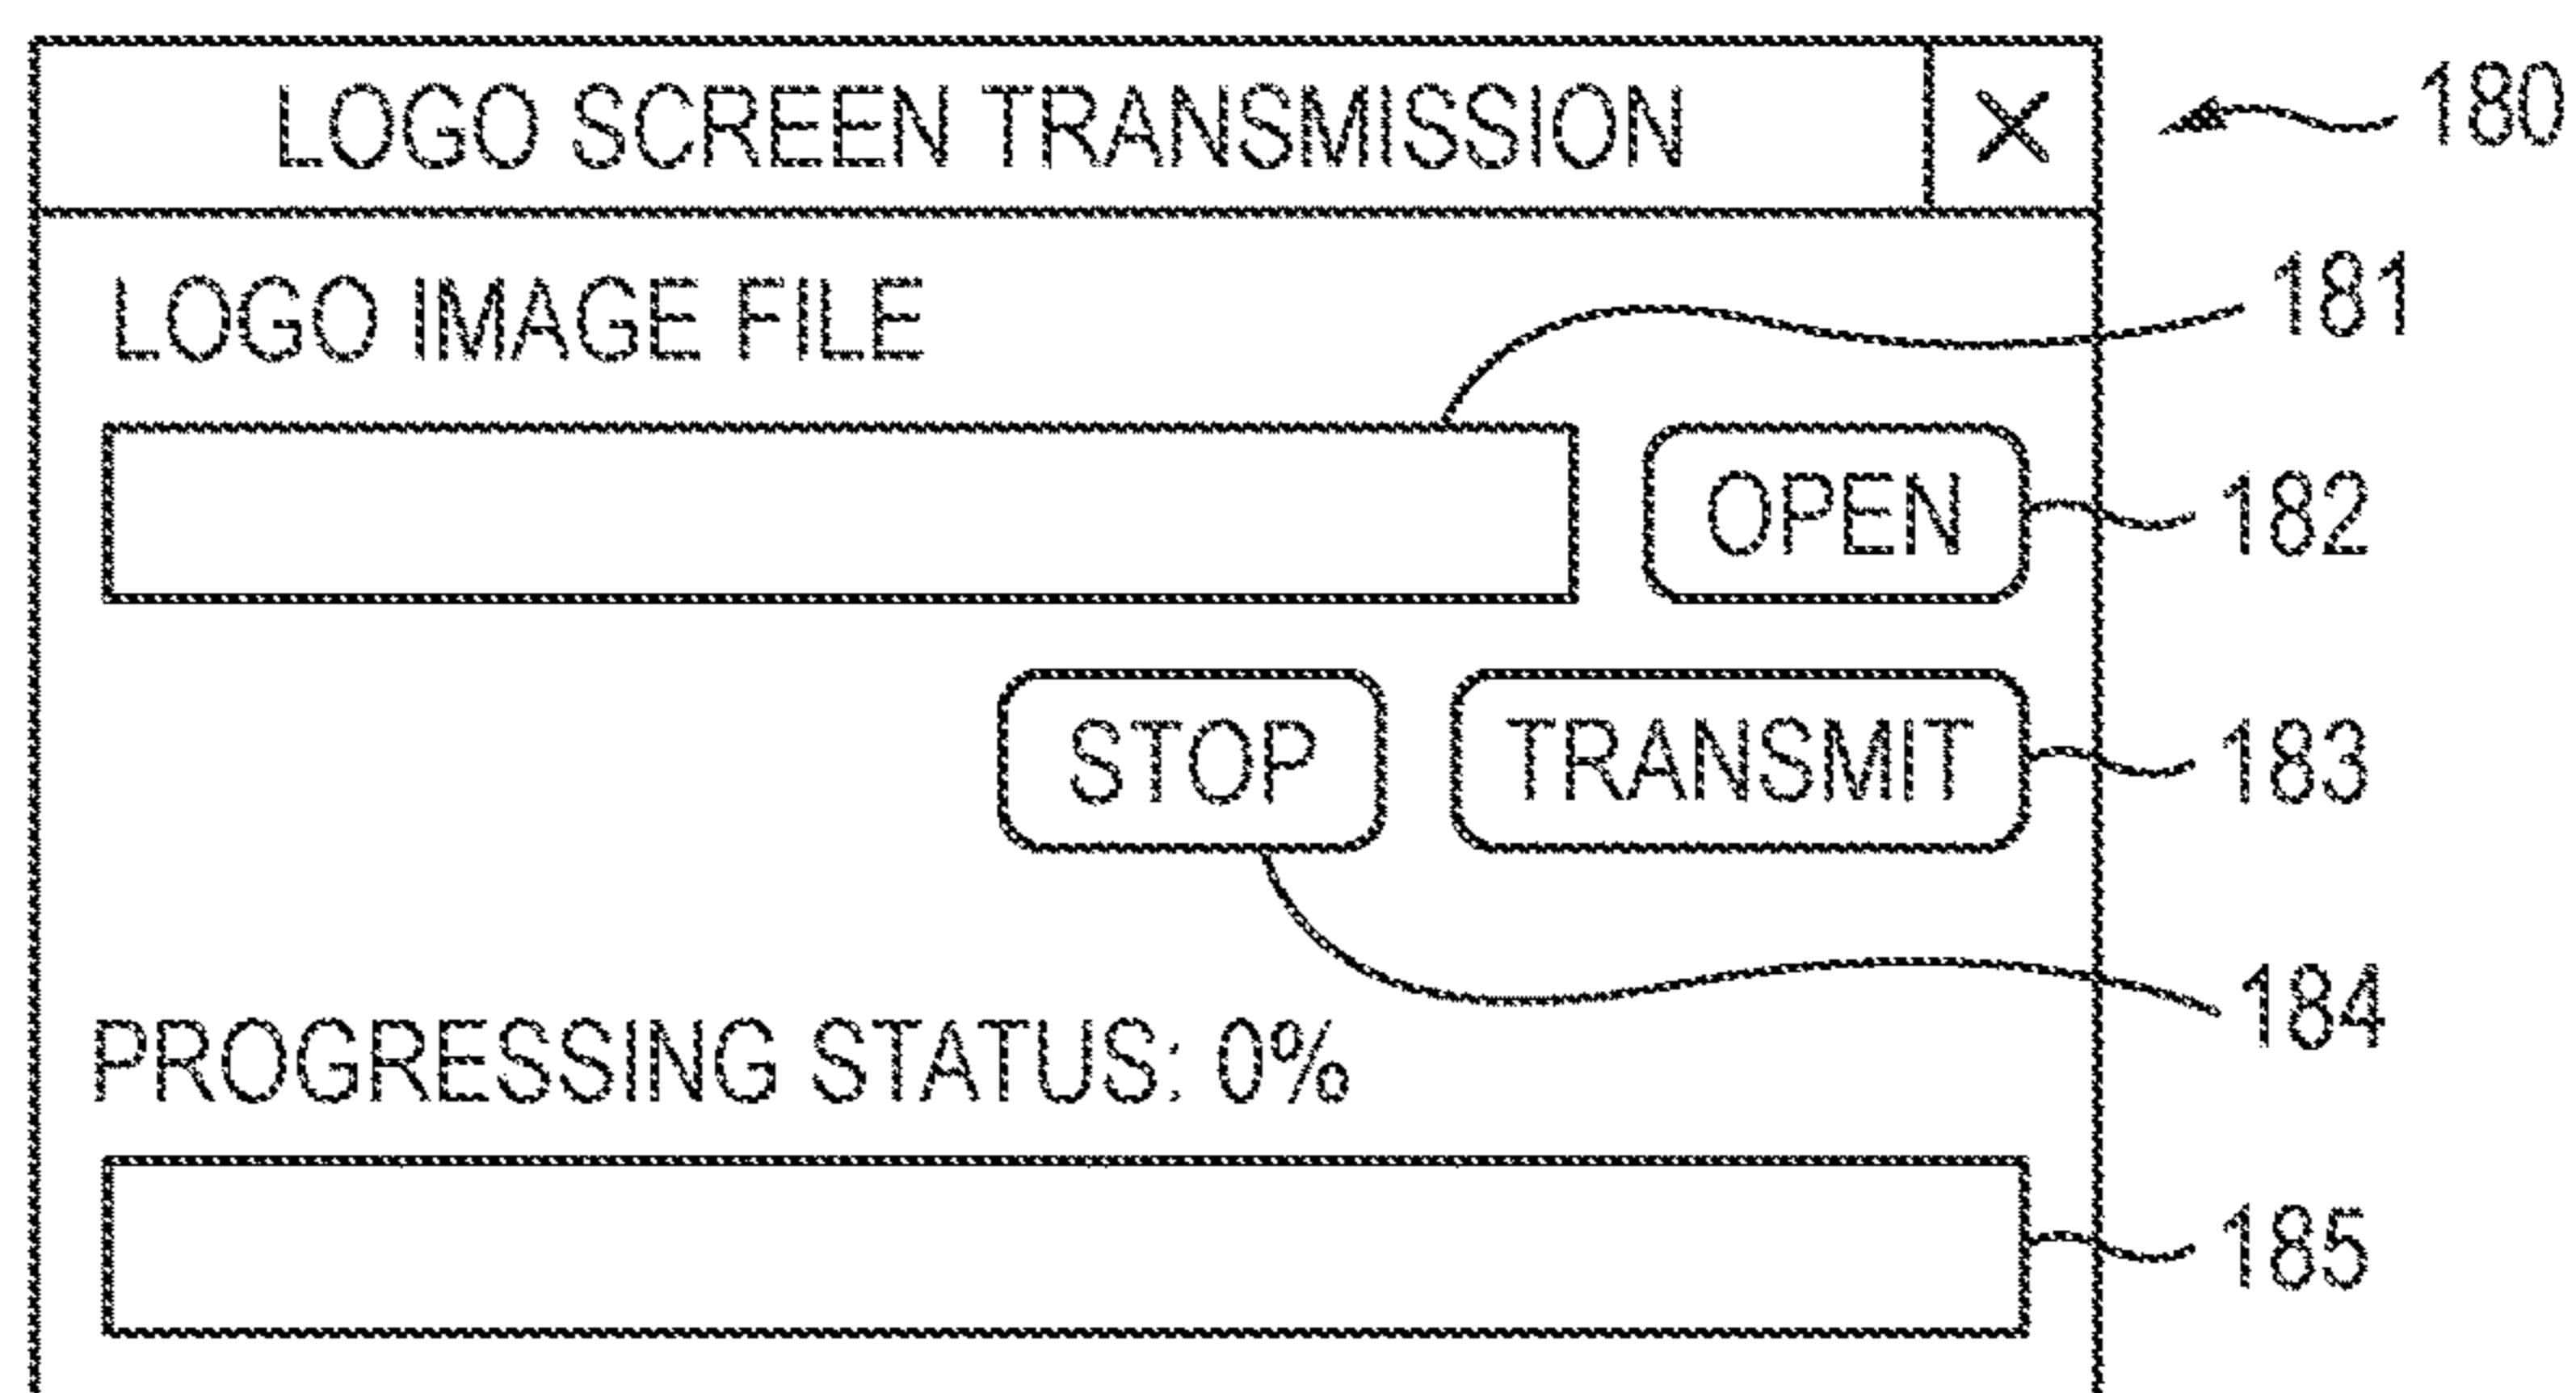 LOGO SCREEN TRANSMISSION X 180
LOGO IMAGE FILE 181
OPEN 182
STOP TRANSMIT 183
184
PROGRESSING STATUS: 0%
185